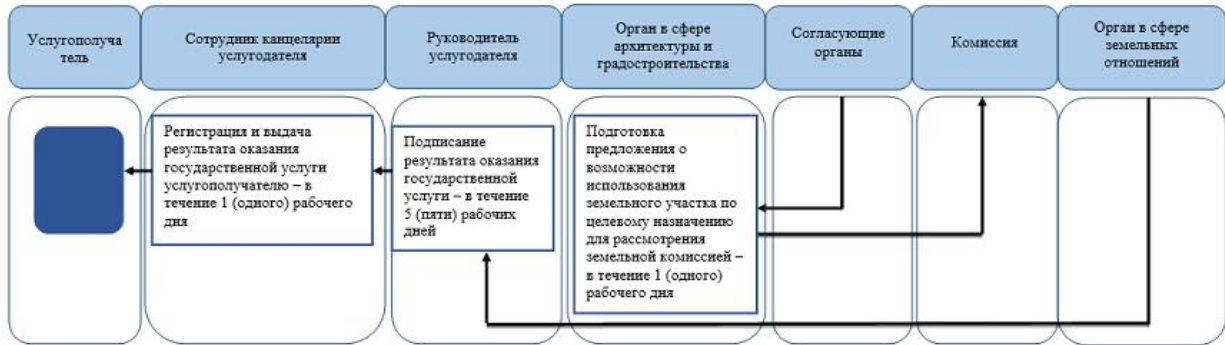 Услугополуча
тель
Сотрудник канцелярии
услугодателя
Руководитель
услугодателя
Орган в сфере
архитектуры и
градостроительства
Согласующие
органы
Комиссия
Орган в сфере
земельных
отношений
Регистрация и выдача
результата оказания
государственной услуги
услугополучателю – в
течение 1 (одного) рабочего
дня
Подписание
результата оказания
государственной
услуги – в течение
5 (пяти) рабочих
дней
Подготовка
предложения о
возможности
использования
земельного участка по
целевому назначению
для рассмотрения
земельной комиссией –
в течение 1 (одного)
рабочего дня